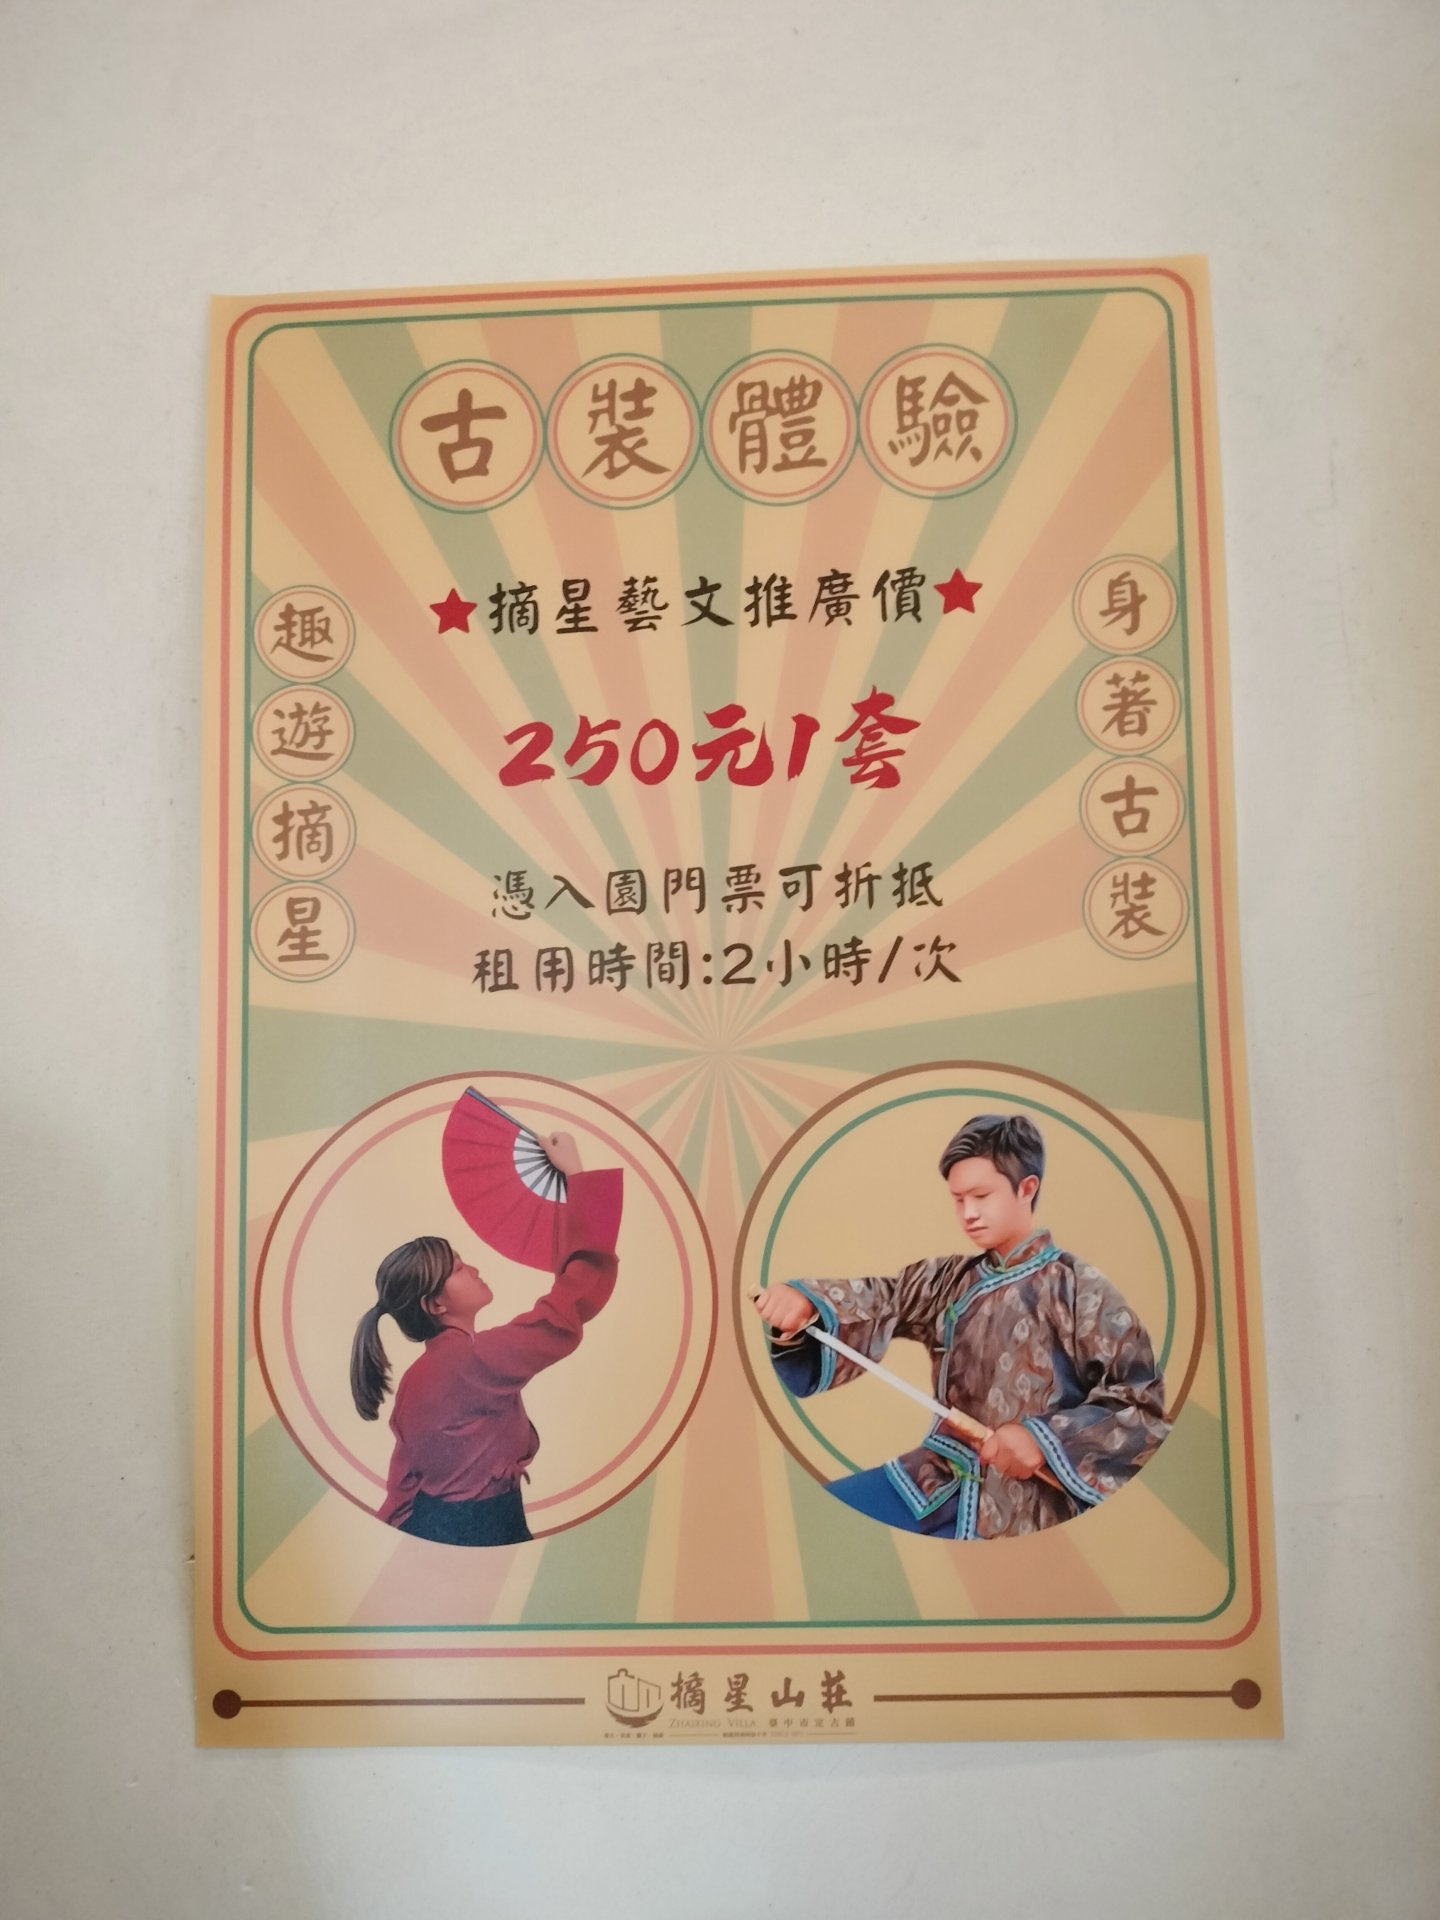 古裝體驗
★摘星藝文推廣價★
250元1套
憑入園門票可折抵
租用時間:2小時/次
身著古裝
趣遊摘星
摘星山莊
ZHAIXING VILLA 臺中市定古蹟